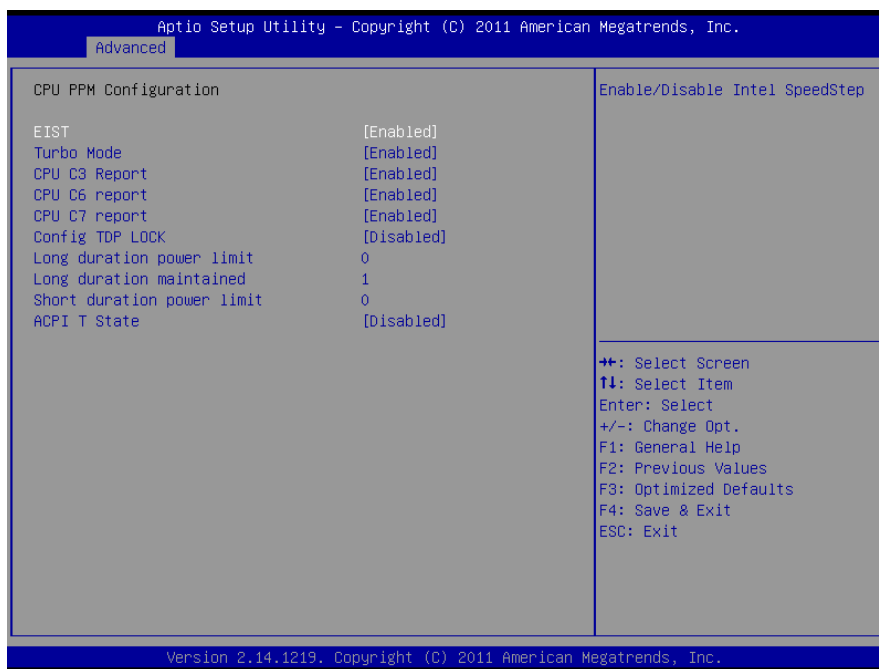 Aptio Setup Utility – Copyright (C) 2011 American Megatrends, Inc.
Advanced
CPU PPM Configuration
EIST [Enabled]
Turbo Mode [Enabled]
CPU C3 Report [Enabled]
CPU C6 report [Enabled]
CPU C7 report [Enabled]
Config TDP LOCK [Disabled]
Long duration power limit 0
Long duration maintained 1
Short duration power limit 0
ACPI T State [Disabled]
Enable/Disable Intel SpeedStep
→←: Select Screen
↑↓: Select Item
Enter: Select
+/-: Change Opt.
F1: General Help
F2: Previous Values
F3: Optimized Defaults
F4: Save & Exit
ESC: Exit
Version 2.14.1219. Copyright (C) 2011 American Megatrends, Inc.